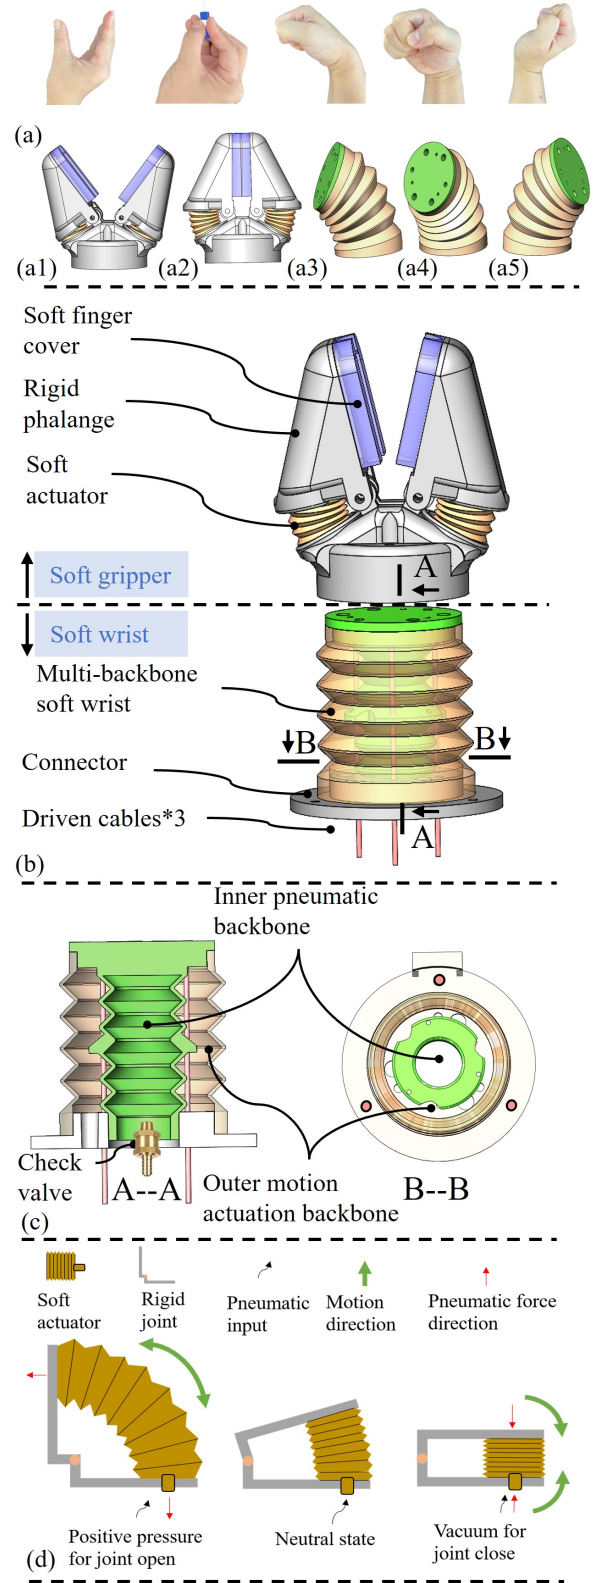 (a)
(a1)
(a2)
(a3)
(a4)
(a5)
Soft finger
cover
Rigid
phalange
Soft
actuator
A
Soft gripper
Soft wrist
Multi-backbone
soft wrist
B
B
Connector
Driven cables*3
A
(b)
Inner pneumatic
backbone
Check
valve
A--A
Outer motion
actuation backbone
B--B
(c)
Soft
actuator
Rigid
joint
Pneumatic
input
Motion
direction
Pneumatic force
direction
Positive pressure
for joint open
Neutral state
Vacuum for
joint close
(d)